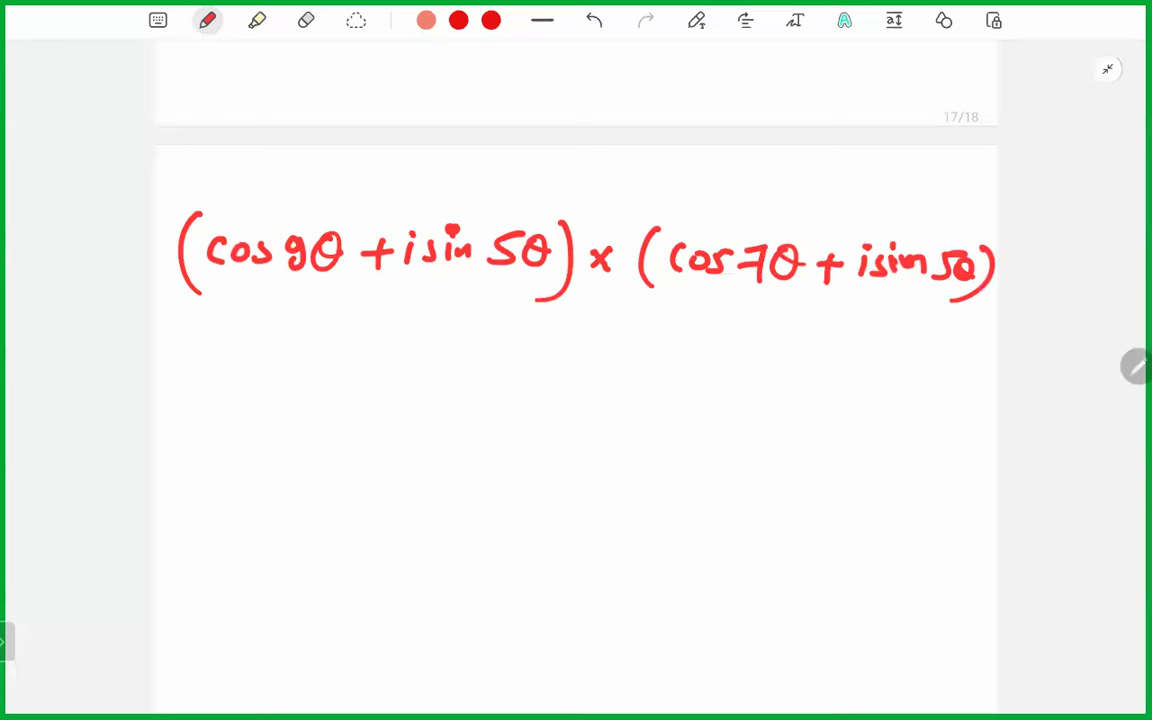 17/18
(cos 9θ + i sin 5θ) × (cos 7θ + i sin 5θ)